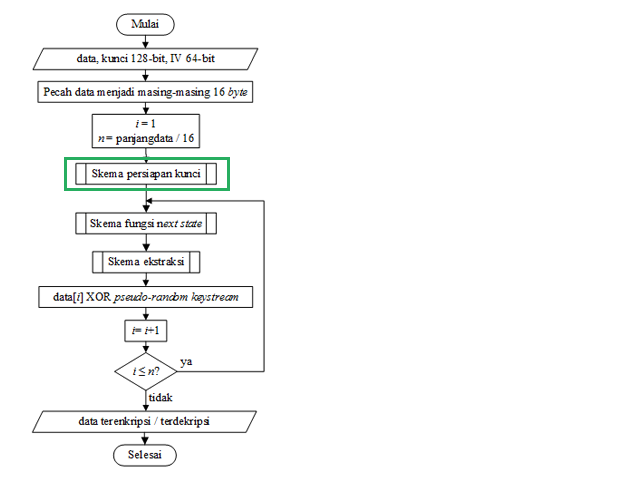 Mulai
data, kunci 128-bit, IV 64-bit
Pecah data menjadi masing-masing 16 byte
i = 1
n = panjangdata / 16
Skema persiapan kunci
Skema fungsi next state
Skema ekstraksi
data[i] XOR pseudo-random keystream
i= i+1
i ≤ n?
ya
tidak
data terenkripsi / terdekripsi
Selesai